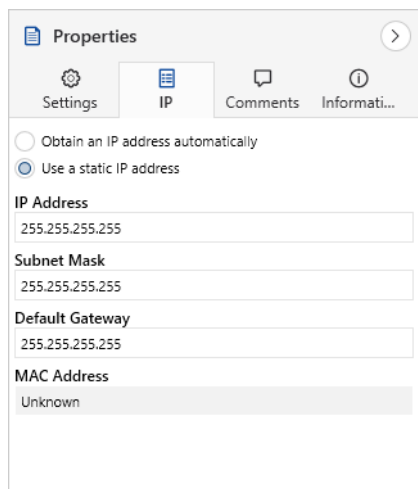 Properties
Settings
IP
Comments
Informati...
Obtain an IP address automatically
Use a static IP address
IP Address
255.255.255.255
Subnet Mask
255.255.255.255
Default Gateway
255.255.255.255
MAC Address
Unknown